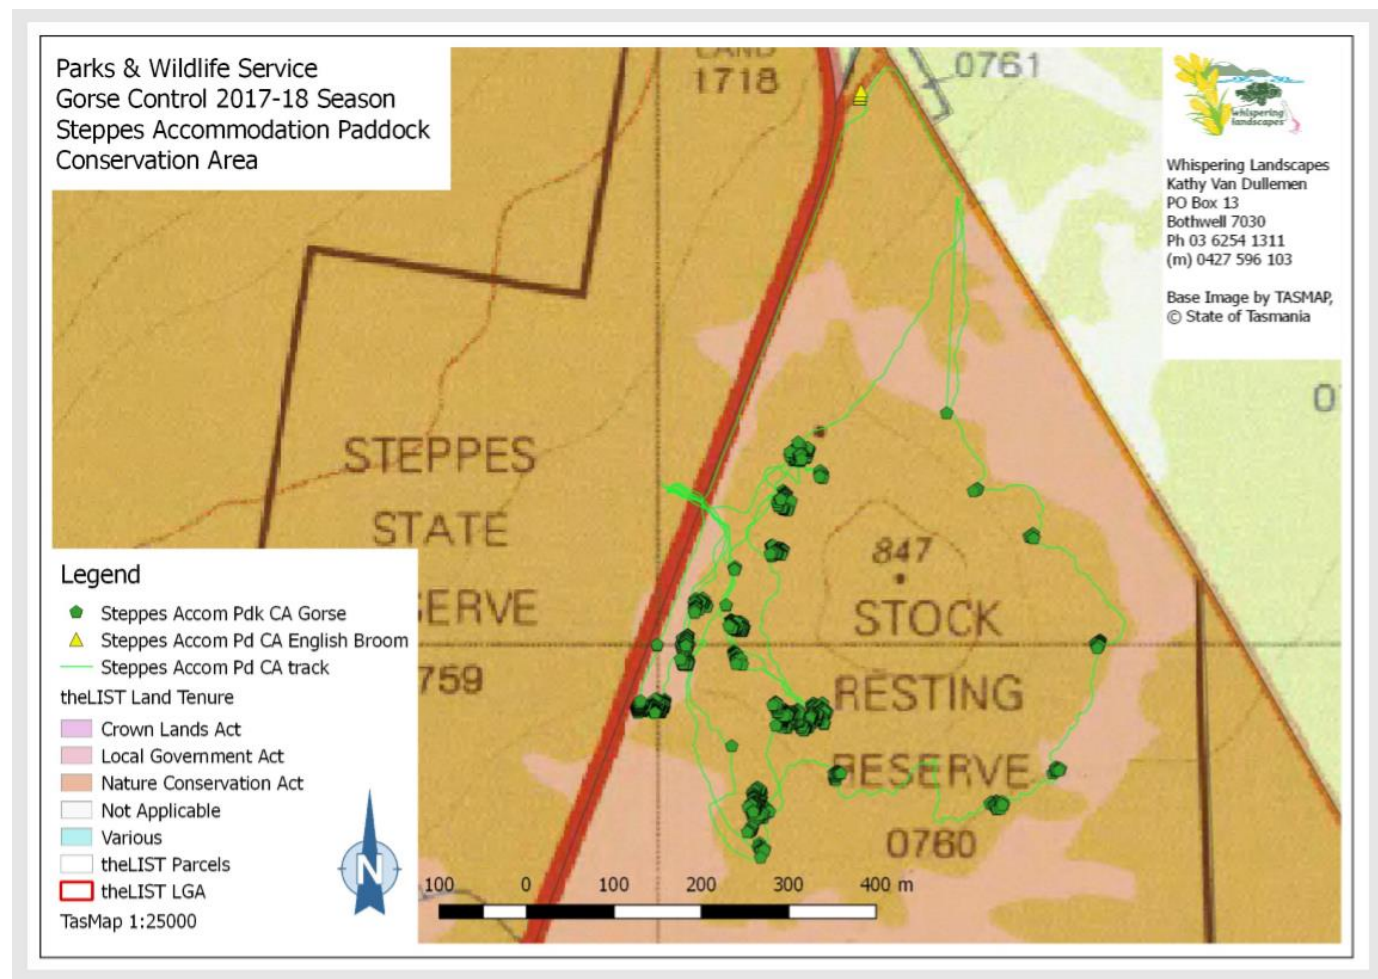 Parks & Wildlife Service
Gorse Control 2017-18 Season
Steppes Accommodation Paddock
Conservation Area
LAND
1718
0761
whispering
landscapes
Whispering Landscapes
Kathy Van Dullemen
PO Box 13
Bothwell 7030
Ph 03 6254 1311
(m) 0427 596 103
Base Image by TASMAP,
© State of Tasmania
STEPPES
STATE
SERVE
759
847
STOCK
RESTING
RESERVE
0760
Legend
Steppes Accom Pdk CA Gorse
Steppes Accom Pd CA English Broom
Steppes Accom Pd CA track
theLIST Land Tenure
Crown Lands Act
Local Government Act
Nature Conservation Act
Not Applicable
Various
theLIST Parcels
theLIST LGA
TasMap 1:25000
N
100 0 100 200 300 400 m